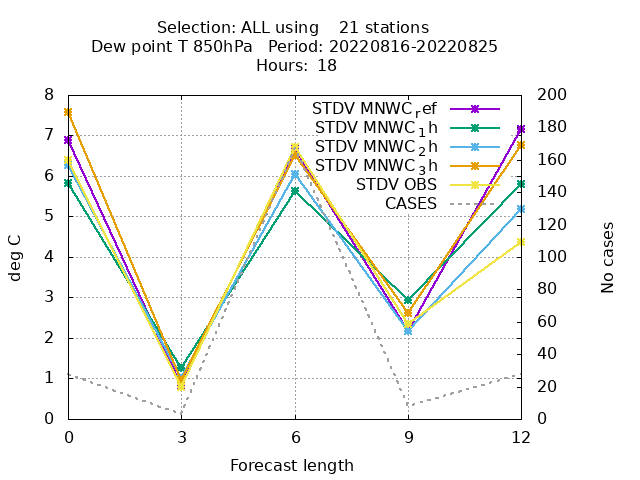 Selection: ALL using    21 stations
Dew point T 850hPa   Period: 20220816-20220825
Hours: 18
STDV MNWC_ref
STDV MNWC_1h
STDV MNWC_2h
STDV MNWC_3h
STDV OBS
CASES
deg C
8
7
6
5
4
3
2
1
0
200
180
160
140
120
100
80
60
40
20
0
No cases
0 3 6 9 12
Forecast length